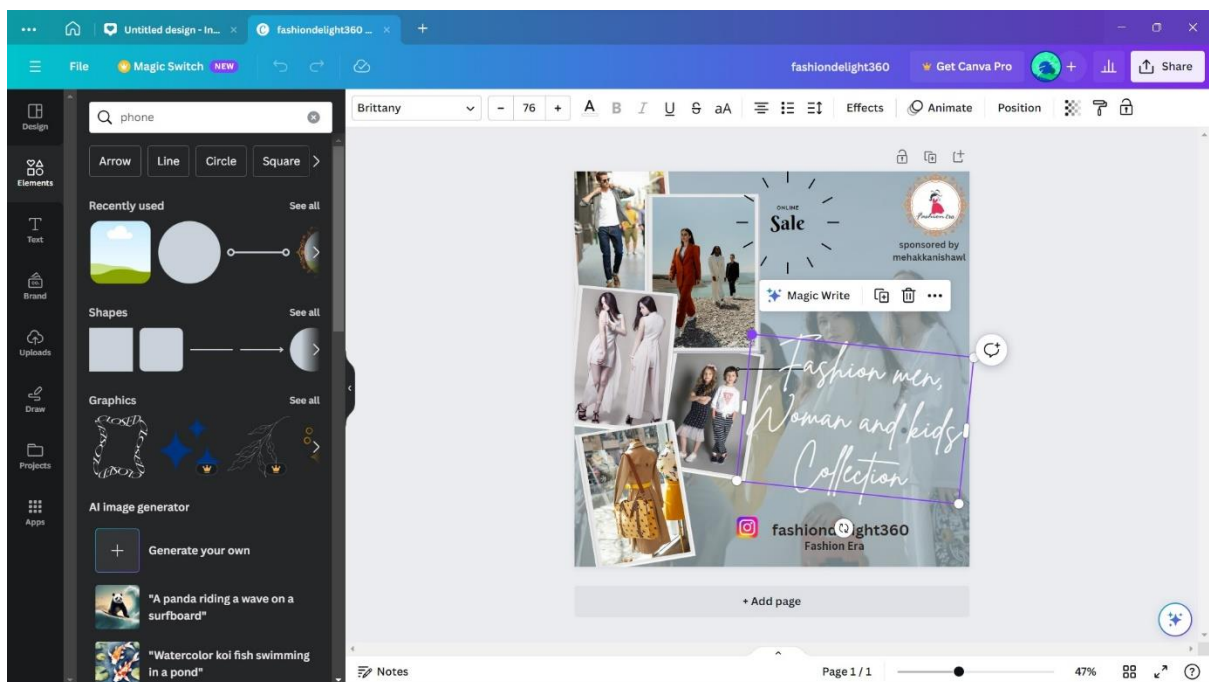 Untitled design - In...
fashiondelight360 _ ...
File
Magic Switch NEW
fashiondelight360
Get Canva Pro
Share
Design
Elements
Text
Brand
Uploads
Draw
Projects
Apps
phone
Arrow Line Circle Square
Recently used See all
Shapes See all
Graphics See all
CLOSED
AI image generator
Generate your own
"A panda riding a wave on a
surfboard"
"Watercolor koi fish swimming
in a pond"
Brittany - 76 + A B I U S aA Effects Animate Position
ONLINE
Sale
Fashion Era
sponsored by
mehakkanishawl
Magic Write
Fashion men,
Woman and kids
Collection
Fashion Era
+ Add page
Notes
Page 1 / 1
47%